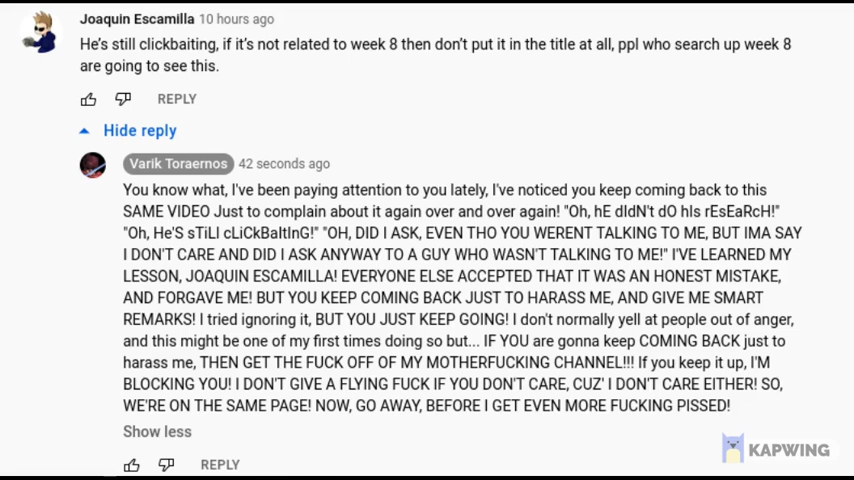 Joaquin Escamilla 10 hours ago
He's still clickbaiting, if it's not related to week 8 then don't put it in the title at all, ppl who search up week 8
are going to see this.
REPLY
Hide reply
Varik Toraernos 42 seconds ago
You know what, I've been paying attention to you lately, I've noticed you keep coming back to this
SAME VIDEO Just to complain about it again over and over again! "Oh, hE dIdN't dO hIs rEsEaRcH!"
"Oh, He'S sTiLl cLiCkBaItInG!" "OH, DID I ASK, EVEN THO YOU WERENT TALKING TO ME, BUT IMA SAY
I DON'T CARE AND DID I ASK ANYWAY TO A GUY WHO WASN'T TALKING TO ME!" I'VE LEARNED MY
LESSON, JOAQUIN ESCAMILLA! EVERYONE ELSE ACCEPTED THAT IT WAS AN HONEST MISTAKE,
AND FORGAVE ME! BUT YOU KEEP COMING BACK JUST TO HARASS ME, AND GIVE ME SMART
REMARKS! I tried ignoring it, BUT YOU JUST KEEP GOING! I don't normally yell at people out of anger,
and this might be one of my first times doing so but... IF YOU are gonna keep COMING BACK just to
harass me, THEN GET THE FUCK OFF OF MY MOTHERFUCKING CHANNEL!!! If you keep it up, I'M
BLOCKING YOU! I DON'T GIVE A FLYING FUCK IF YOU DON'T CARE, CUZ' I DON'T CARE EITHER! SO,
WE'RE ON THE SAME PAGE! NOW, GO AWAY, BEFORE I GET EVEN MORE FUCKING PISSED!
Show less
REPLY
KAPWING